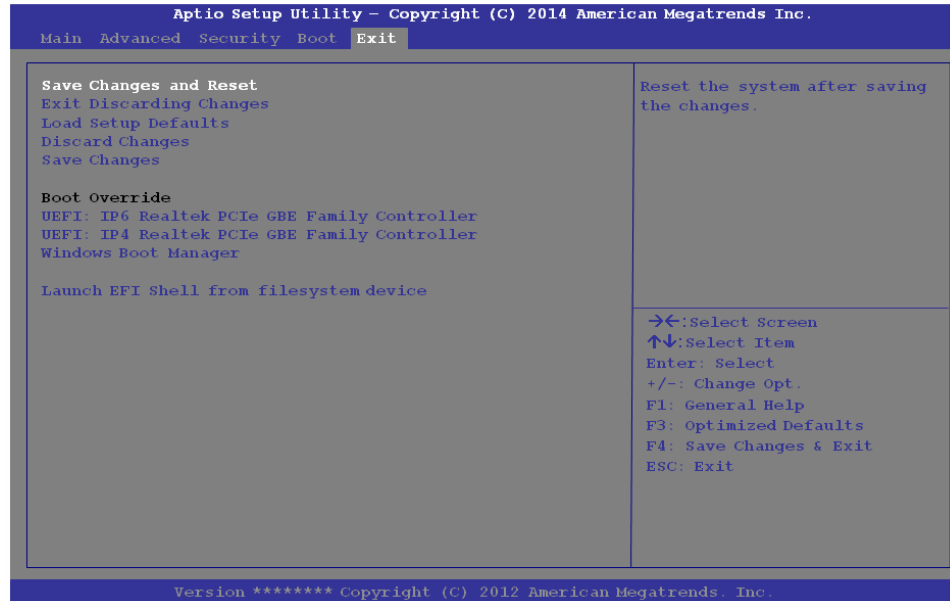 Aptio Setup Utility – Copyright (C) 2014 American Megatrends Inc.
Main Advanced Security Boot Exit
Save Changes and Reset
Exit Discarding Changes
Load Setup Defaults
Discard Changes
Save Changes
Boot Override
UEFI: IP6 Realtek PCIe GBE Family Controller
UEFI: IP4 Realtek PCIe GBE Family Controller
Windows Boot Manager
Launch EFI Shell from filesystem device
Reset the system after saving
the changes.
→←:Select Screen
↑↓:Select Item
Enter: Select
+/-: Change Opt.
F1: General Help
F3: Optimized Defaults
F4: Save Changes & Exit
ESC: Exit
Version ******** Copyright (C) 2012 American Megatrends. Inc.